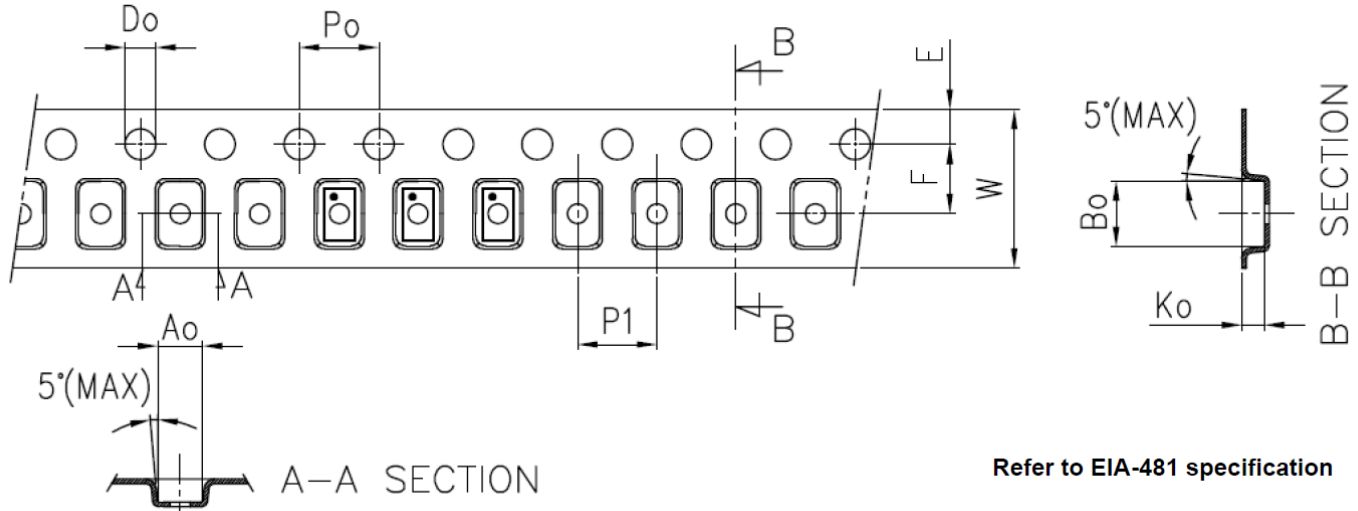 Do
Po
B
E
5°(MAX)
F
W
Bo
B-B SECTION
A
A
P1
B
Ko
Ao
5°(MAX)
A-A SECTION
Refer to EIA-481 specification